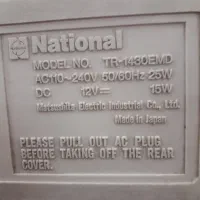 National
MODEL NO. TR-1430EMD
AC110~240V 50/60Hz 25W
DC 12V⎓ 15W
Matsushita Electric Industrial Co., Ltd.
Made in Japan
PLEASE PULL OUT AC PLUG
BEFORE TAKING OFF THE REAR
COVER.